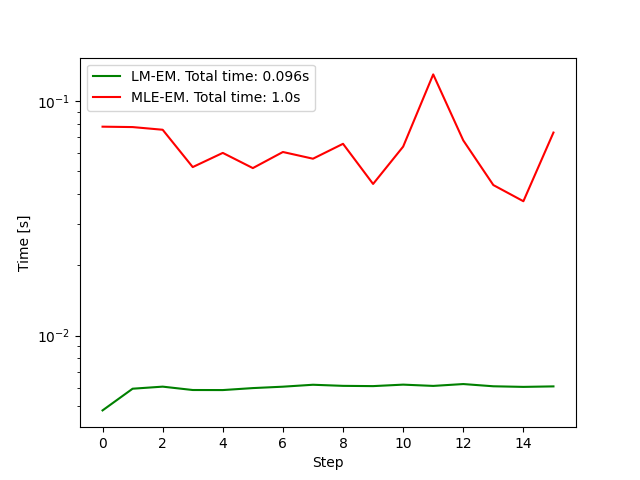 LM-EM. Total time: 0.096s
MLE-EM. Total time: 1.0s
10⁻¹
10⁻²
Time [s]
0 2 4 6 8 10 12 14
Step